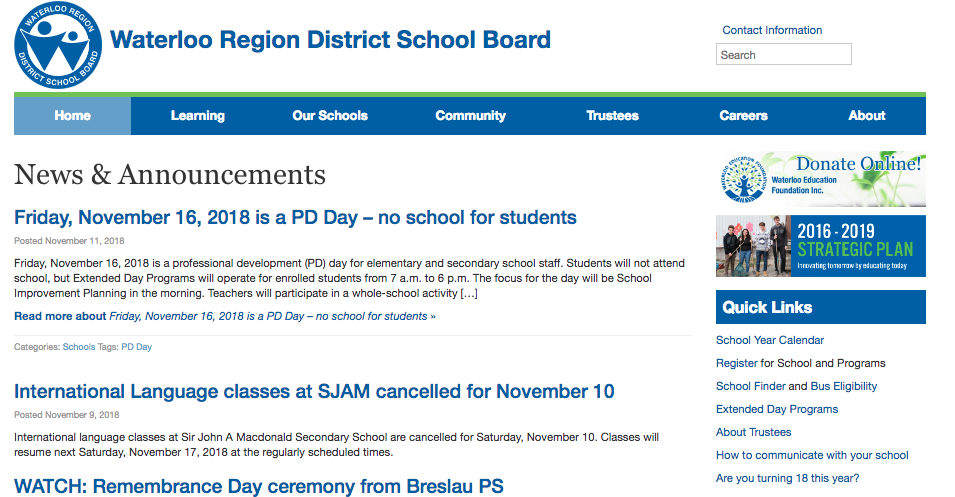 WATERLOO REGION
DISTRICT SCHOOL BOARD
Waterloo Region District School Board
Contact Information
Search
Home Learning Our Schools Community Trustees Careers About
News & Announcements
Friday, November 16, 2018 is a PD Day – no school for students
Posted November 11, 2018
Friday, November 16, 2018 is a professional development (PD) day for elementary and secondary school staff. Students will not attend
school, but Extended Day Programs will operate for enrolled students from 7 a.m. to 6 p.m. The focus for the day will be School
Improvement Planning in the morning. Teachers will participate in a whole-school activity […]
Read more about Friday, November 16, 2018 is a PD Day – no school for students »
Categories: Schools Tags: PD Day
International Language classes at SJAM cancelled for November 10
Posted November 9, 2018
International language classes at Sir John A Macdonald Secondary School are cancelled for Saturday, November 10. Classes will
resume next Saturday, November 17, 2018 at the regularly scheduled times.
WATCH: Remembrance Day ceremony from Breslau PS
WATERLOO EDUCATION FOUNDATION
Donate Online!
Waterloo Education
Foundation Inc.
2016 - 2019
STRATEGIC PLAN
Innovating tomorrow by educating today
Quick Links
School Year Calendar
Register for School and Programs
School Finder and Bus Eligibility
Extended Day Programs
About Trustees
How to communicate with your school
Are you turning 18 this year?